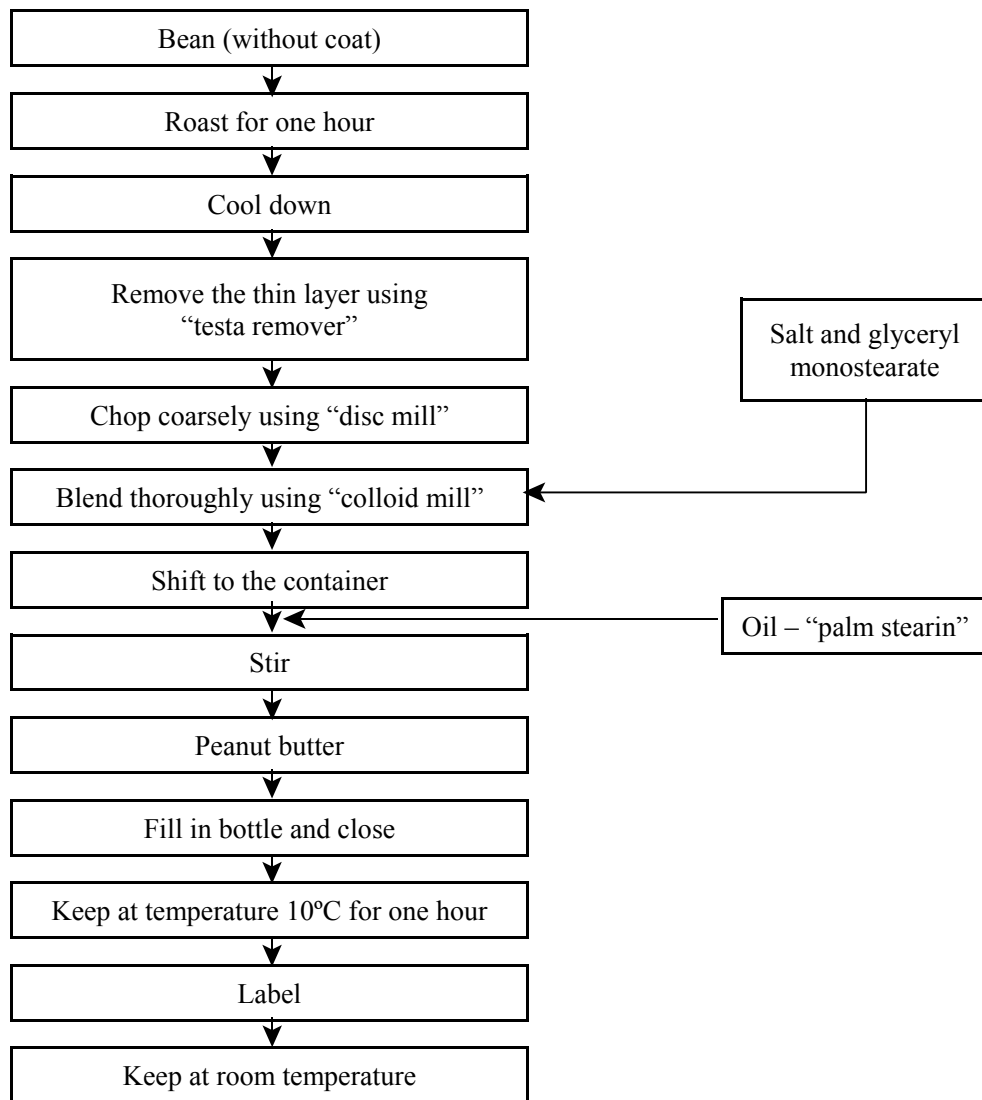 Bean (without coat)
Roast for one hour
Cool down
Remove the thin layer using
“testa remover”
Salt and glyceryl
monostearate
Chop coarsely using “disc mill”
Blend thoroughly using “colloid mill”
Shift to the container
Oil – “palm stearin”
Stir
Peanut butter
Fill in bottle and close
Keep at temperature 10ºC for one hour
Label
Keep at room temperature